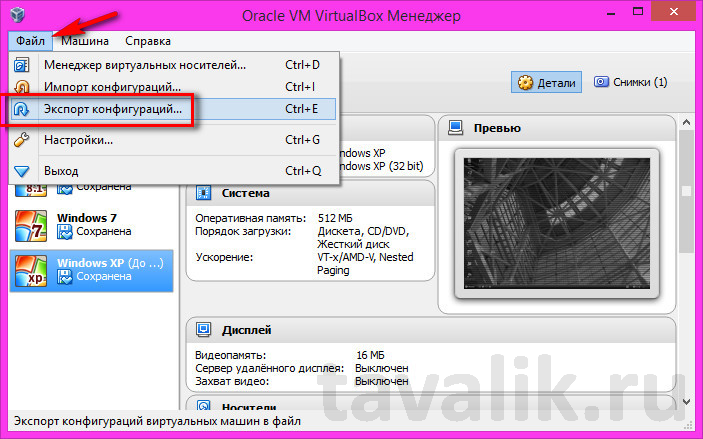 Oracle VM VirtualBox Менеджер
Файл Машина Справка
Менеджер виртуальных носителей... Ctrl+D
Импорт конфигураций... Ctrl+I
Экспорт конфигураций... Ctrl+E
Настройки... Ctrl+G
Выход Ctrl+Q
Детали Снимки (1)
ndows XP
ndows XP (32 bit)
8.1
Сохранена
Windows 7
Сохранена
Windows XP (До ...)
Сохранена
Система
Оперативная память: 512 МБ
Порядок загрузки: Дискета, CD/DVD,
Жесткий диск
Ускорение: VT-x/AMD-V, Nested
Paging
Превью
Дисплей
Видеопамять: 16 МБ
Сервер удалённого дисплея: Выключен
Захват видео: Выключен
Носители
tavalik.ru
Экспорт конфигураций виртуальных машин в файл